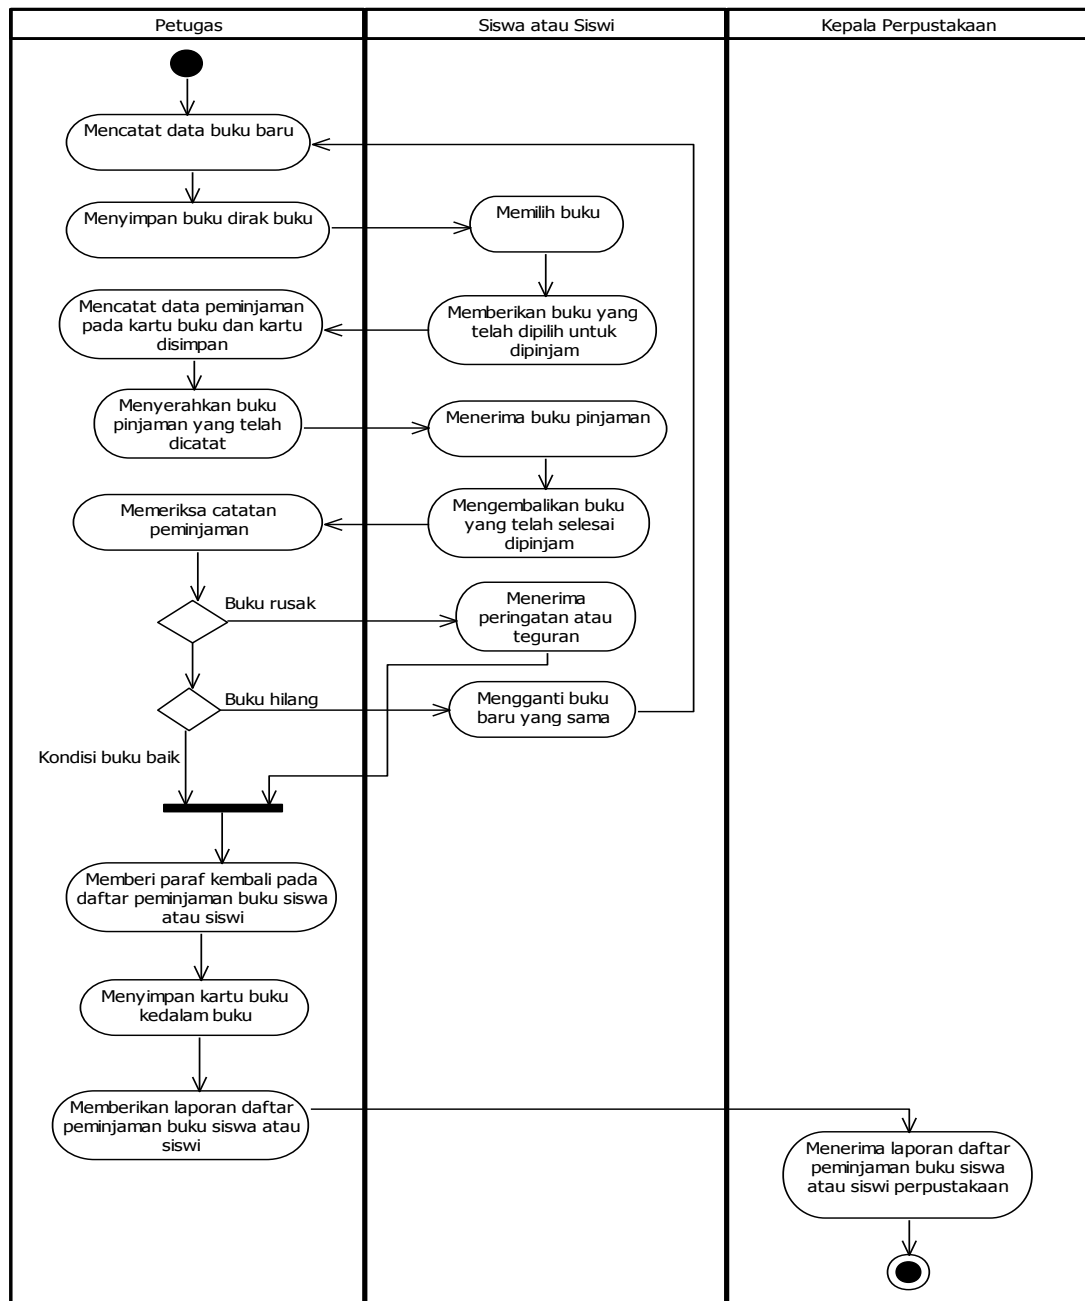 Petugas
Siswa atau Siswi
Kepala Perpustakaan
Mencatat data buku baru
Menyimpan buku dirak buku
Memilih buku
Memberikan buku yang
telah dipilih untuk
dipinjam
Mencatat data peminjaman
pada kartu buku dan kartu
disimpan
Menyerahkan buku
pinjaman yang telah
dicatat
Menerima buku pinjaman
Mengembalikan buku
yang telah selesai
dipinjam
Memeriksa catatan
peminjaman
Buku rusak
Menerima
peringatan atau
teguran
Buku hilang
Mengganti buku
baru yang sama
Kondisi buku baik
Memberi paraf kembali pada
daftar peminjaman buku siswa
atau siswi
Menyimpan kartu buku
kedalam buku
Memberikan laporan daftar
peminjaman buku siswa atau
siswi
Menerima laporan daftar
peminjaman buku siswa
atau siswi perpustakaan